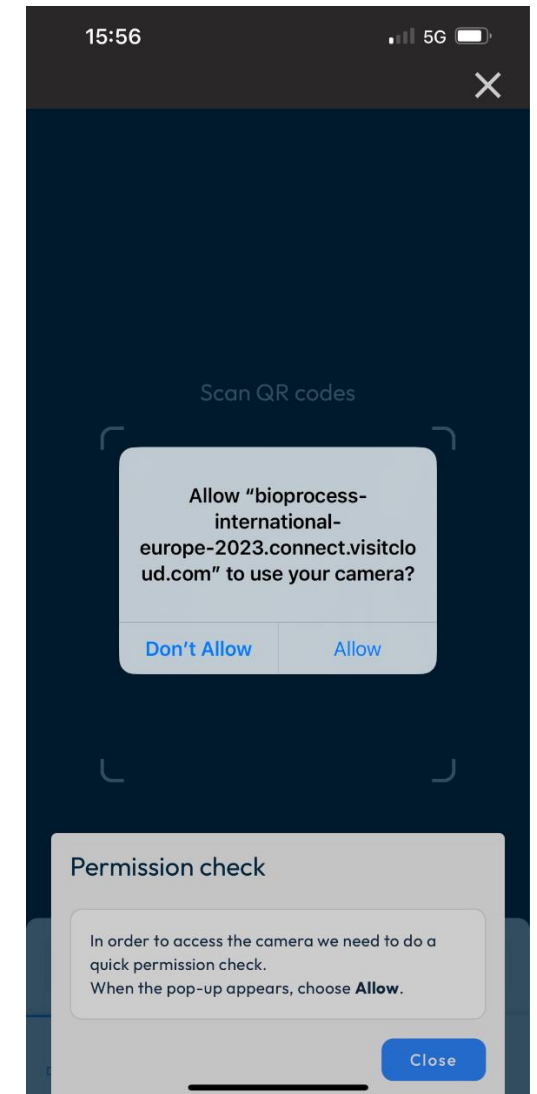 15:56
5G
Scan QR codes
Allow “bioprocess-
international-
europe-2023.connect.visitclo
ud.com” to use your camera?
Don’t Allow
Allow
Permission check
In order to access the camera we need to do a
quick permission check.
When the pop-up appears, choose Allow.
Close